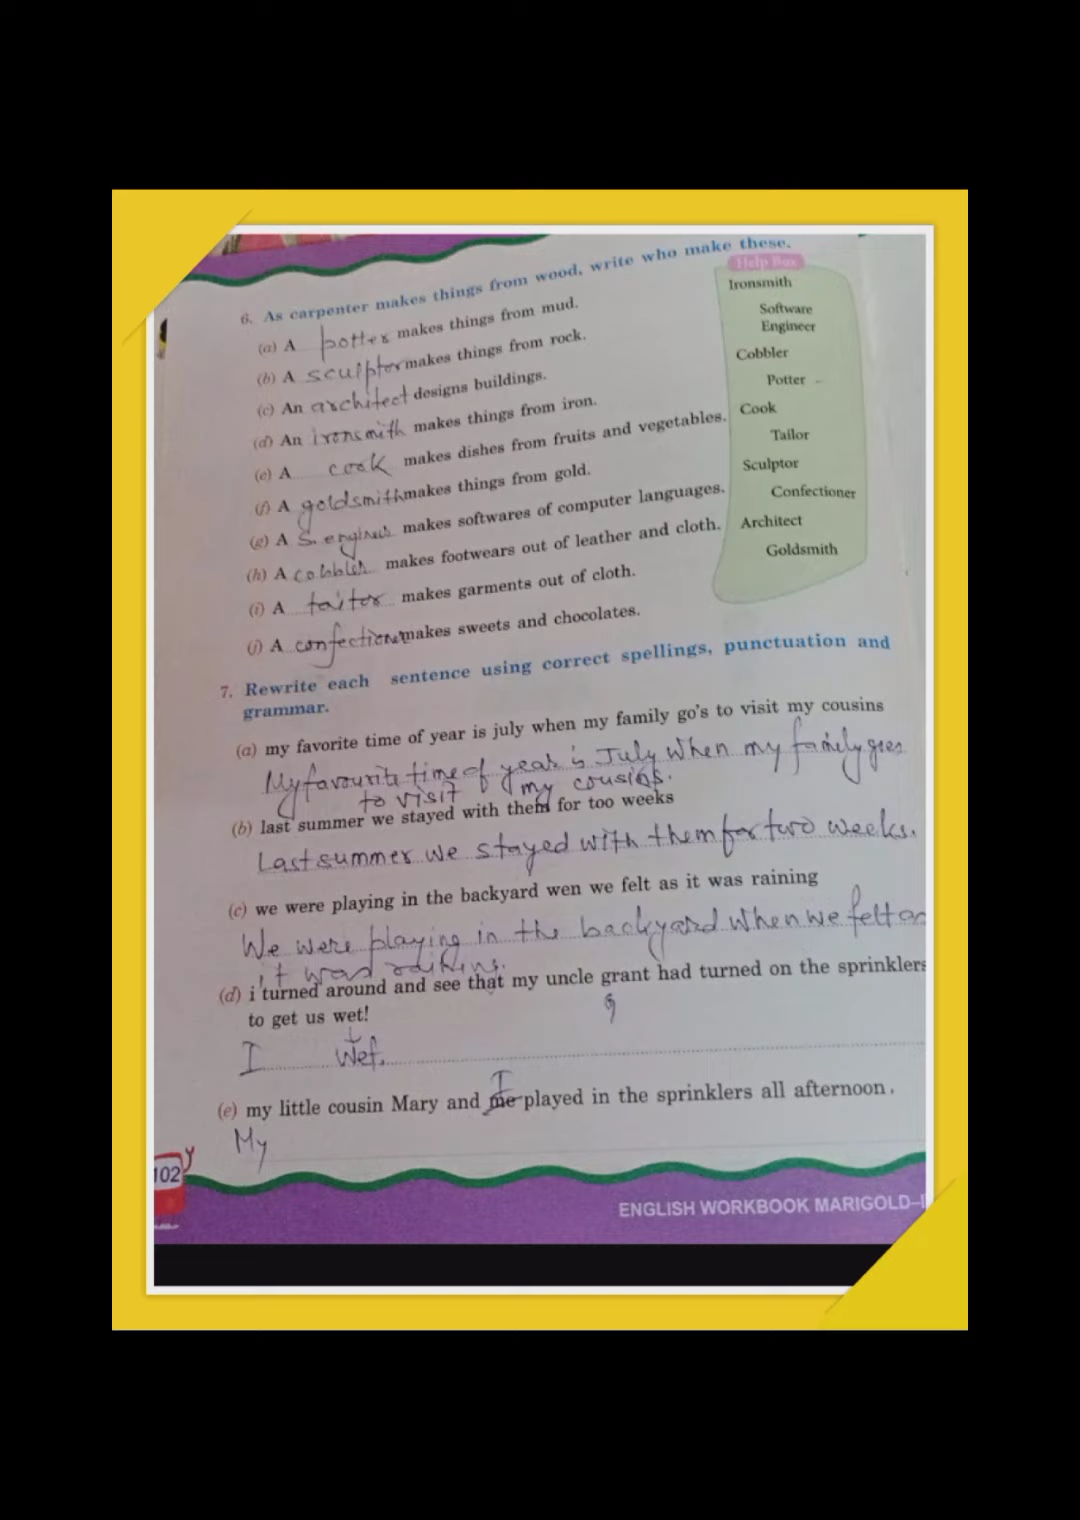 6. As carpenter makes things from wood, write who make these.
Help Box
(a) A potter makes things from mud.
(b) A sculptor makes things from rock.
(c) An architect designs buildings.
(d) An ironsmith makes things from iron.
(e) A cook makes dishes from fruits and vegetables.
(f) A goldsmith makes things from gold.
(g) A S. engineer makes softwares of computer languages.
(h) A cobbler makes footwears out of leather and cloth.
(i) A tailor makes garments out of cloth.
(j) A confectioner makes sweets and chocolates.
Ironsmith
Software
Engineer
Cobbler
Potter
Cook
Tailor
Sculptor
Confectioner
Architect
Goldsmith
7. Rewrite each sentence using correct spellings, punctuation and
grammar.
(a) my favorite time of year is july when my family go's to visit my cousins
My favourite time of year is July when my family goes
to visit my cousins.
(b) last summer we stayed with them for too weeks
Last summer we stayed with them for two weeks.
(c) we were playing in the backyard wen we felt as it was raining
We were playing in the backyard when we felt as
it was raining.
(d) i turned around and see that my uncle grant had turned on the sprinklers
G
to get us wet!
I wet.
I
(e) my little cousin Mary and me played in the sprinklers all afternoon.
My
102
ENGLISH WORKBOOK MARIGOLD–